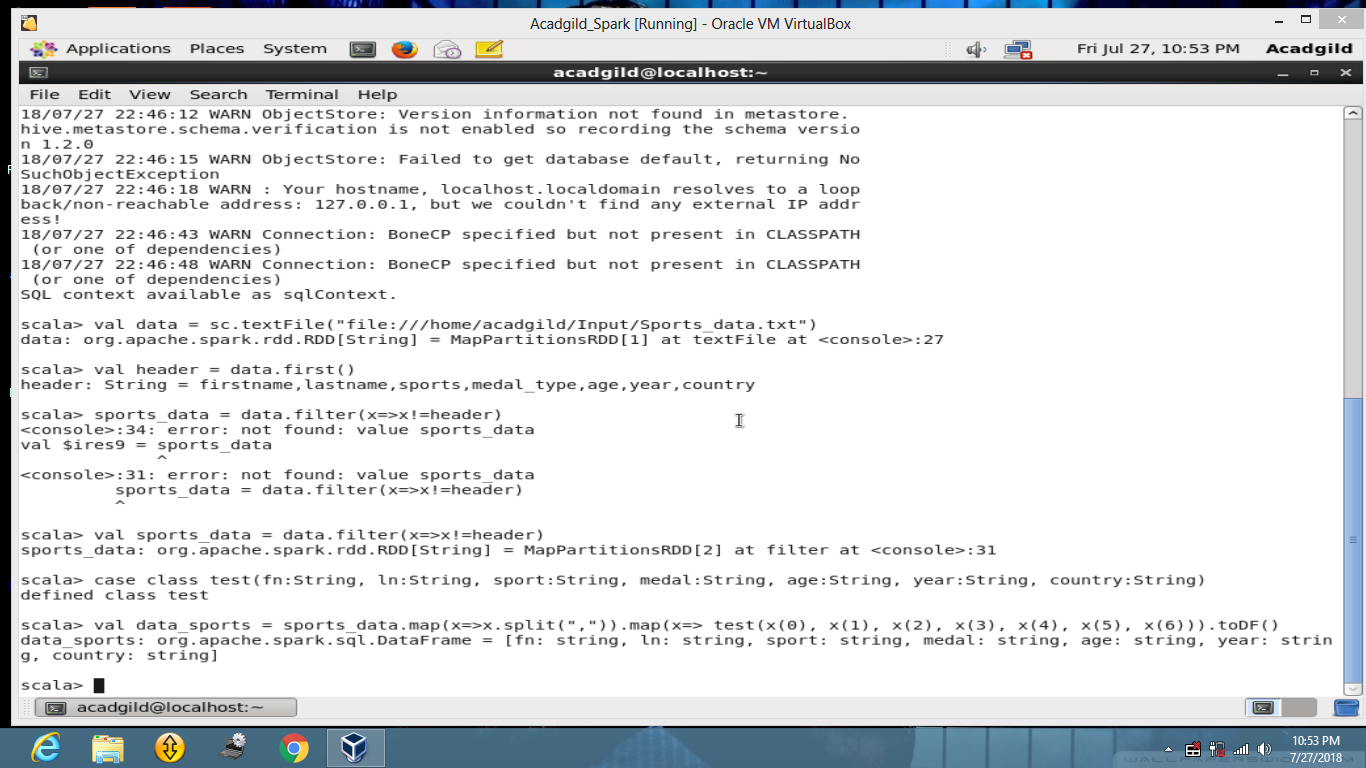 Acadgild_Spark [Running] - Oracle VM VirtualBox
Applications Places System Fri Jul 27, 10:53 PM Acadgild
acadgild@localhost:~
File Edit View Search Terminal Help
18/07/27 22:46:12 WARN ObjectStore: Version information not found in metastore.
hive.metastore.schema.verification is not enabled so recording the schema versio
n 1.2.0
18/07/27 22:46:15 WARN ObjectStore: Failed to get database default, returning No
SuchObjectException
18/07/27 22:46:18 WARN : Your hostname, localhost.localdomain resolves to a loop
back/non-reachable address: 127.0.0.1, but we couldn't find any external IP addr
ess!
18/07/27 22:46:43 WARN Connection: BoneCP specified but not present in CLASSPATH
 (or one of dependencies)
18/07/27 22:46:48 WARN Connection: BoneCP specified but not present in CLASSPATH
 (or one of dependencies)
SQL context available as sqlContext.
scala> val data = sc.textFile("file:///home/acadgild/Input/Sports_data.txt")
data: org.apache.spark.rdd.RDD[String] = MapPartitionsRDD[1] at textFile at <console>:27
scala> val header = data.first()
header: String = firstname,lastname,sports,medal_type,age,year,country
scala> sports_data = data.filter(x=>x!=header)
<console>:34: error: not found: value sports_data
val $ires9 = sports_data
^
<console>:31: error: not found: value sports_data
sports_data = data.filter(x=>x!=header)
^
scala> val sports_data = data.filter(x=>x!=header)
sports_data: org.apache.spark.rdd.RDD[String] = MapPartitionsRDD[2] at filter at <console>:31
scala> case class test(fn:String, ln:String, sport:String, medal:String, age:String, year:String, country:String)
defined class test
scala> val data_sports = sports_data.map(x=>x.split(",")).map(x=> test(x(0), x(1), x(2), x(3), x(4), x(5), x(6))).toDF()
data_sports: org.apache.spark.sql.DataFrame = [fn: string, ln: string, sport: string, medal: string, age: string, year: strin
g, country: string]
scala>
acadgild@localhost:~
10:53 PM
7/27/2018